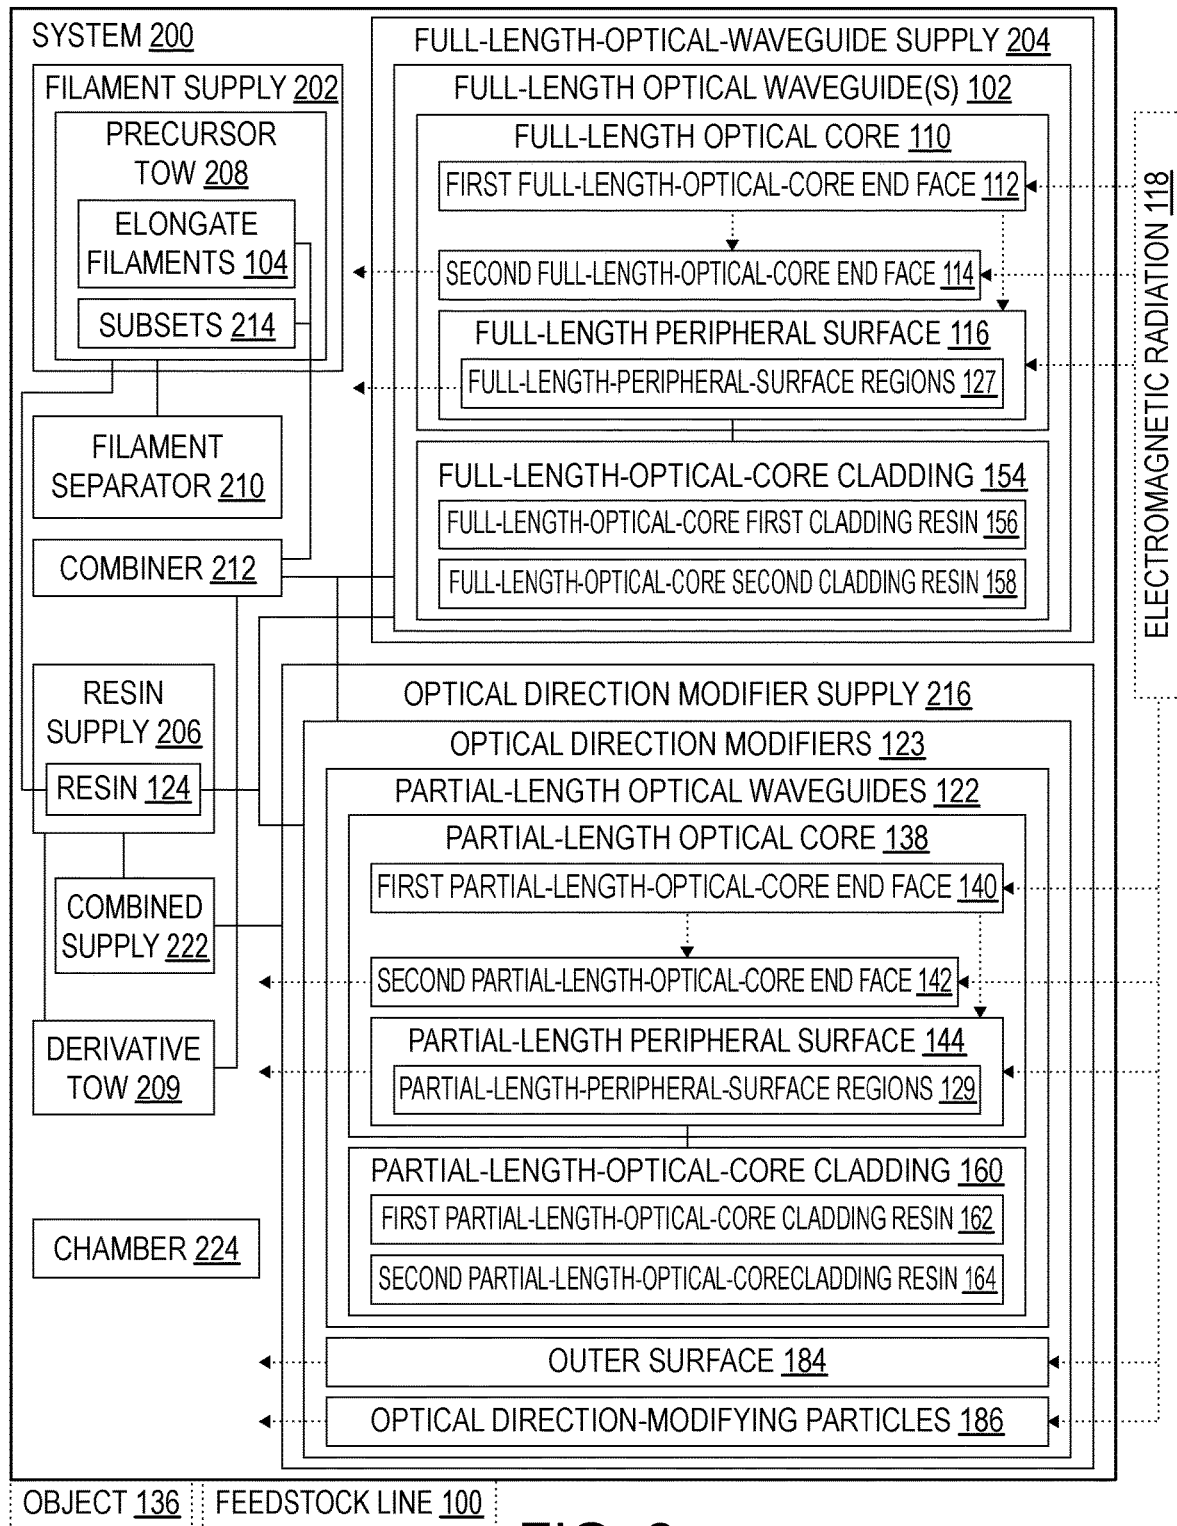 SYSTEM 200
FILAMENT SUPPLY 202
PRECURSOR
TOW 208
ELONGATE
FILAMENTS 104
SUBSETS 214
FILAMENT
SEPARATOR 210
COMBINER 212
RESIN
SUPPLY 206
RESIN 124
COMBINED
SUPPLY 222
DERIVATIVE
TOW 209
CHAMBER 224
FULL-LENGTH-OPTICAL-WAVEGUIDE SUPPLY 204
FULL-LENGTH OPTICAL WAVEGUIDE(S) 102
FULL-LENGTH OPTICAL CORE 110
FIRST FULL-LENGTH-OPTICAL-CORE END FACE 112
SECOND FULL-LENGTH-OPTICAL-CORE END FACE 114
FULL-LENGTH PERIPHERAL SURFACE 116
FULL-LENGTH-PERIPHERAL-SURFACE REGIONS 127
FULL-LENGTH-OPTICAL-CORE CLADDING 154
FULL-LENGTH-OPTICAL-CORE FIRST CLADDING RESIN 156
FULL-LENGTH-OPTICAL-CORE SECOND CLADDING RESIN 158
OPTICAL DIRECTION MODIFIER SUPPLY 216
OPTICAL DIRECTION MODIFIERS 123
PARTIAL-LENGTH OPTICAL WAVEGUIDES 122
PARTIAL-LENGTH OPTICAL CORE 138
FIRST PARTIAL-LENGTH-OPTICAL-CORE END FACE 140
SECOND PARTIAL-LENGTH-OPTICAL-CORE END FACE 142
PARTIAL-LENGTH PERIPHERAL SURFACE 144
PARTIAL-LENGTH-PERIPHERAL-SURFACE REGIONS 129
PARTIAL-LENGTH-OPTICAL-CORE CLADDING 160
FIRST PARTIAL-LENGTH-OPTICAL-CORE CLADDING RESIN 162
SECOND PARTIAL-LENGTH-OPTICAL-CORECLADDING RESIN 164
OUTER SURFACE 184
OPTICAL DIRECTION-MODIFYING PARTICLES 186
ELECTROMAGNETIC RADIATION 118
OBJECT 136
FEEDSTOCK LINE 100